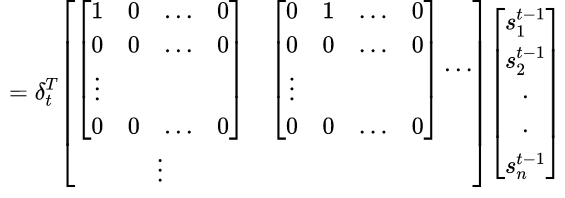 = δ_t^T [ [ 1 0 … 0 ; 0 0 … 0 ; ⋮ ; 0 0 … 0 ] [ 0 1 … 0 ; 0 0 … 0 ; ⋮ ; 0 0 … 0 ] … ; ⋮ ] [ s_1^{t−1} ; s_2^{t−1} ; . ; . ; s_n^{t−1} ]